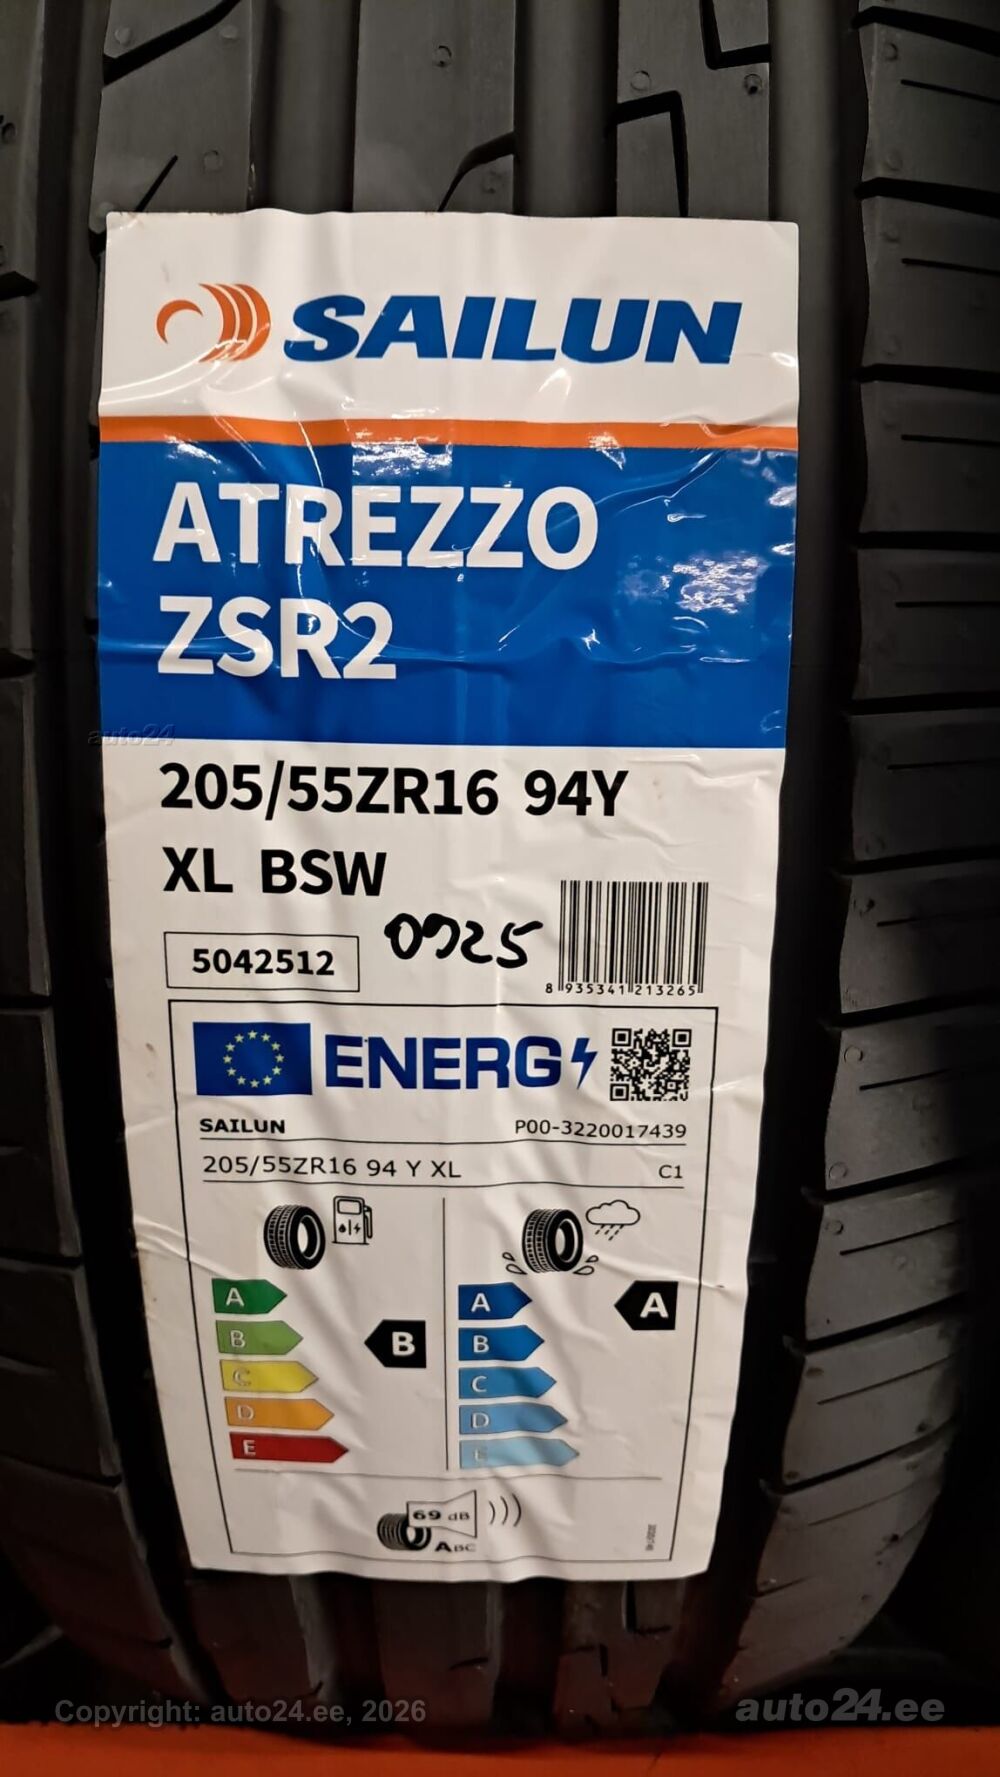 SAILUN
ATREZZO
ZSR2
auto24
205/55ZR16 94Y
XL BSW
0925
5042512
8 935341 213265
ENERG
SAILUN
P00-3220017439
205/55ZR16 94 Y XL
C1
A
B
C
D
E
B
A
B
C
D
E
A
69 dB
ABC
Copyright: auto24.ee, 2026
auto24.ee